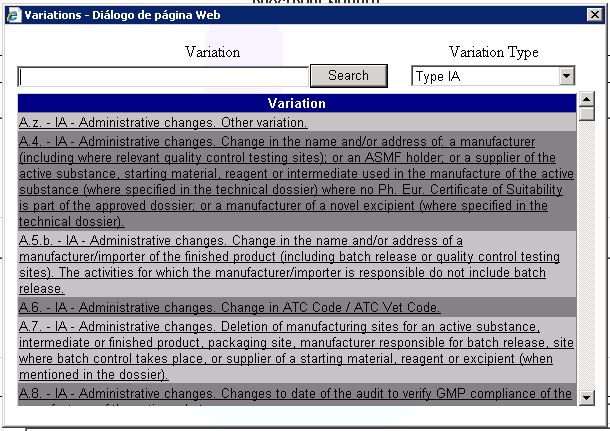 Variations - Diálogo de página Web
Variation
Variation Type
Search
Type IA
Variation
A.z. - IA - Administrative changes. Other variation.
A.4. - IA - Administrative changes. Change in the name and/or address of: a manufacturer
(including where relevant quality control testing sites); or an ASMF holder; or a supplier of the
active substance, starting material, reagent or intermediate used in the manufacture of the active
substance (where specified in the technical dossier) where no Ph. Eur. Certificate of Suitability
is part of the approved dossier; or a manufacturer of a novel excipient (where specified in the
technical dossier).
A.5.b. - IA - Administrative changes. Change in the name and/or address of a
manufacturer/importer of the finished product (including batch release or quality control testing
sites). The activities for which the manufacturer/importer is responsible do not include batch
release.
A.6. - IA - Administrative changes. Change in ATC Code / ATC Vet Code.
A.7. - IA - Administrative changes. Deletion of manufacturing sites for an active substance,
intermediate or finished product, packaging site, manufacturer responsible for batch release, site
where batch control takes place, or supplier of a starting material, reagent or excipient (when
mentioned in the dossier).
A.8. - IA - Administrative changes. Changes to date of the audit to verify GMP compliance of the